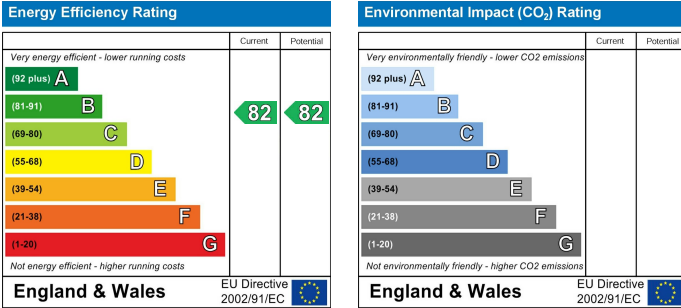 Energy Efficiency Rating
Current Potential
Very energy efficient - lower running costs
(92 plus) A
(81-91) B 82 82
(69-80) C
(55-68) D
(39-54) E
(21-38) F
(1-20) G
Not energy efficient - higher running costs
England & Wales
EU Directive
2002/91/EC
Environmental Impact (CO₂) Rating
Current Potential
Very environmentally friendly - lower CO2 emissions
(92 plus) A
(81-91) B
(69-80) C
(55-68) D
(39-54) E
(21-38) F
(1-20) G
Not environmentally friendly - higher CO2 emissions
England & Wales
EU Directive
2002/91/EC